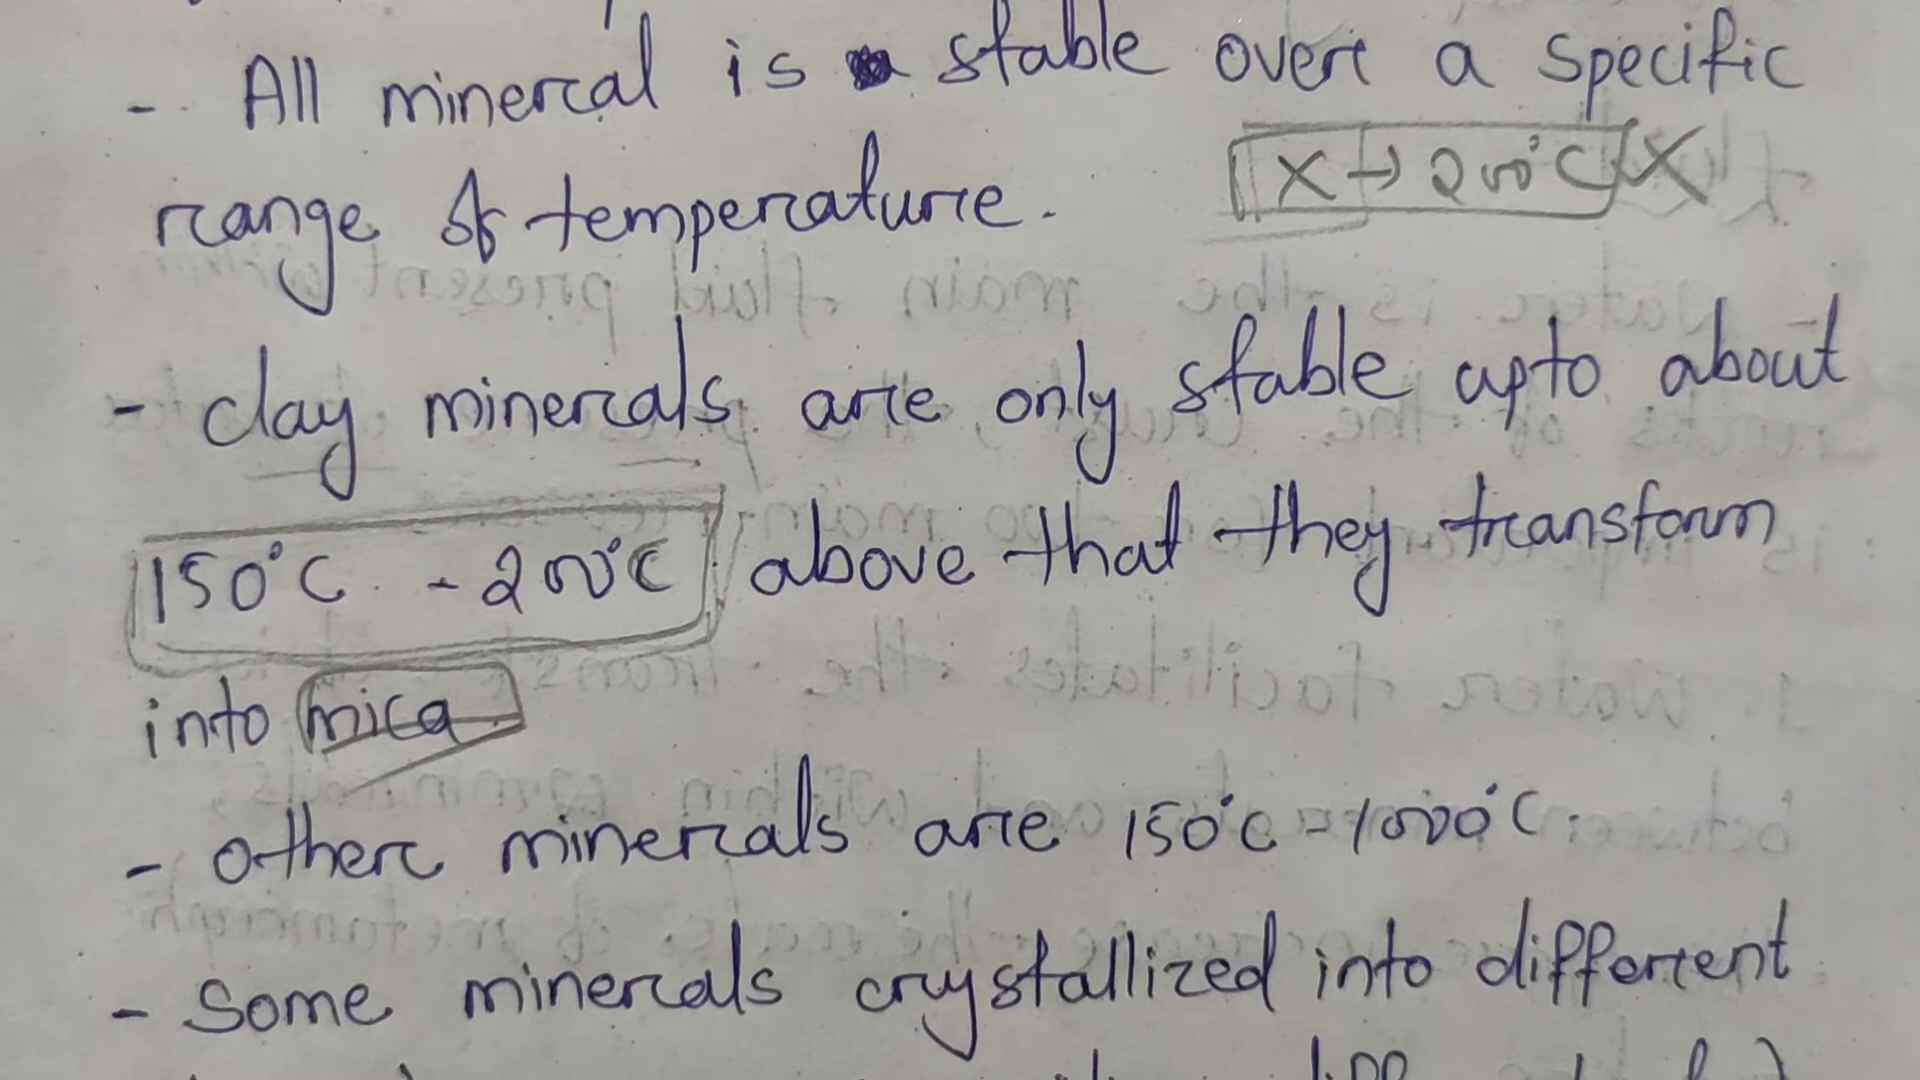 - All mineral is stable over a specific
X → 200°C X
range of temperature.
- clay minerals are only stable upto about
150°C - 200°C above that they transform
into mica
- other minerals are 150°C - 1000°C.
- Some minerals crystallized into different